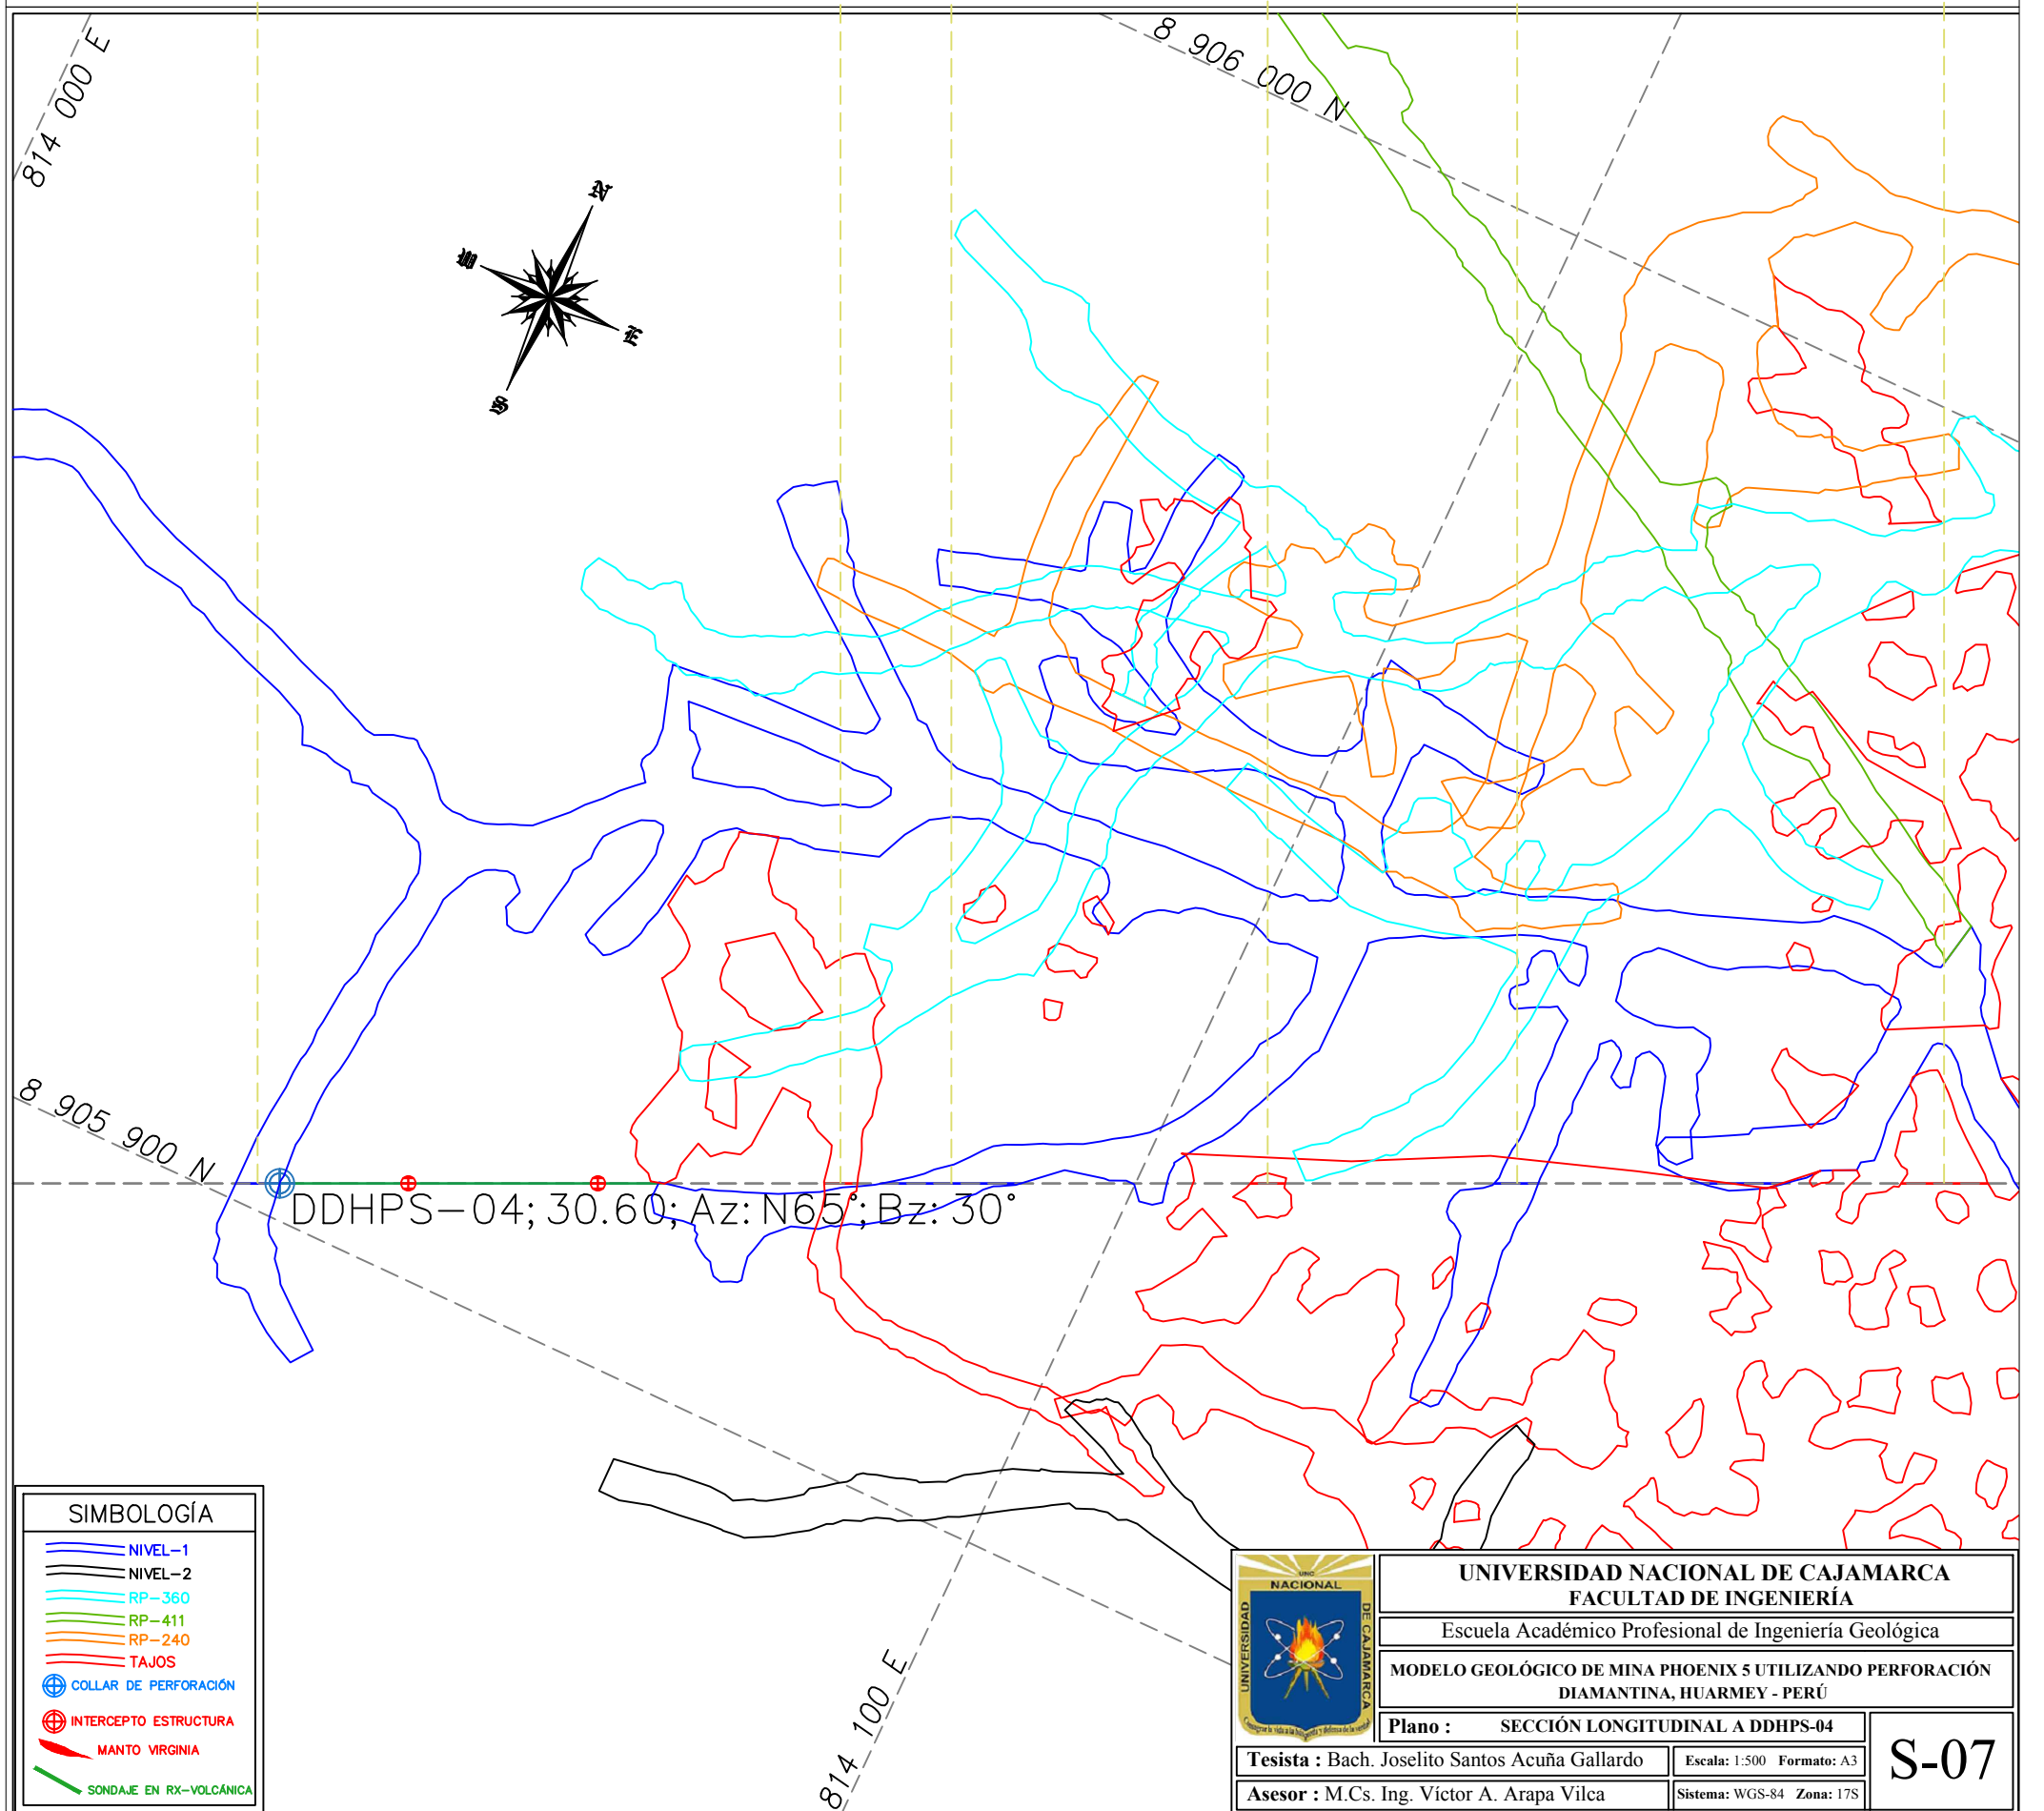 814 000 E
8 906 000 N
N
W
E
S
8 905 900 N
DDHPS-04; 30.60; Az: N65°; Bz: 30°
814 100 E
SIMBOLOGÍA
NIVEL-1
NIVEL-2
RP-360
RP-411
RP-240
TAJOS
COLLAR DE PERFORACIÓN
INTERCEPTO ESTRUCTURA
MANTO VIRGINIA
SONDAJE EN RX-VOLCÁNICA
UNC
NACIONAL
UNIVERSIDAD
DE CAJAMARCA
UNIVERSIDAD NACIONAL DE CAJAMARCA
FACULTAD DE INGENIERÍA
Escuela Académico Profesional de Ingeniería Geológica
MODELO GEOLÓGICO DE MINA PHOENIX 5 UTILIZANDO PERFORACIÓN
DIAMANTINA, HUARMEY - PERÚ
Plano : SECCIÓN LONGITUDINAL A DDHPS-04
S-07
Tesista : Bach. Joselito Santos Acuña Gallardo
Escala: 1:500 Formato: A3
Asesor : M.Cs. Ing. Víctor A. Arapa Vilca
Sistema: WGS-84 Zona: 17S